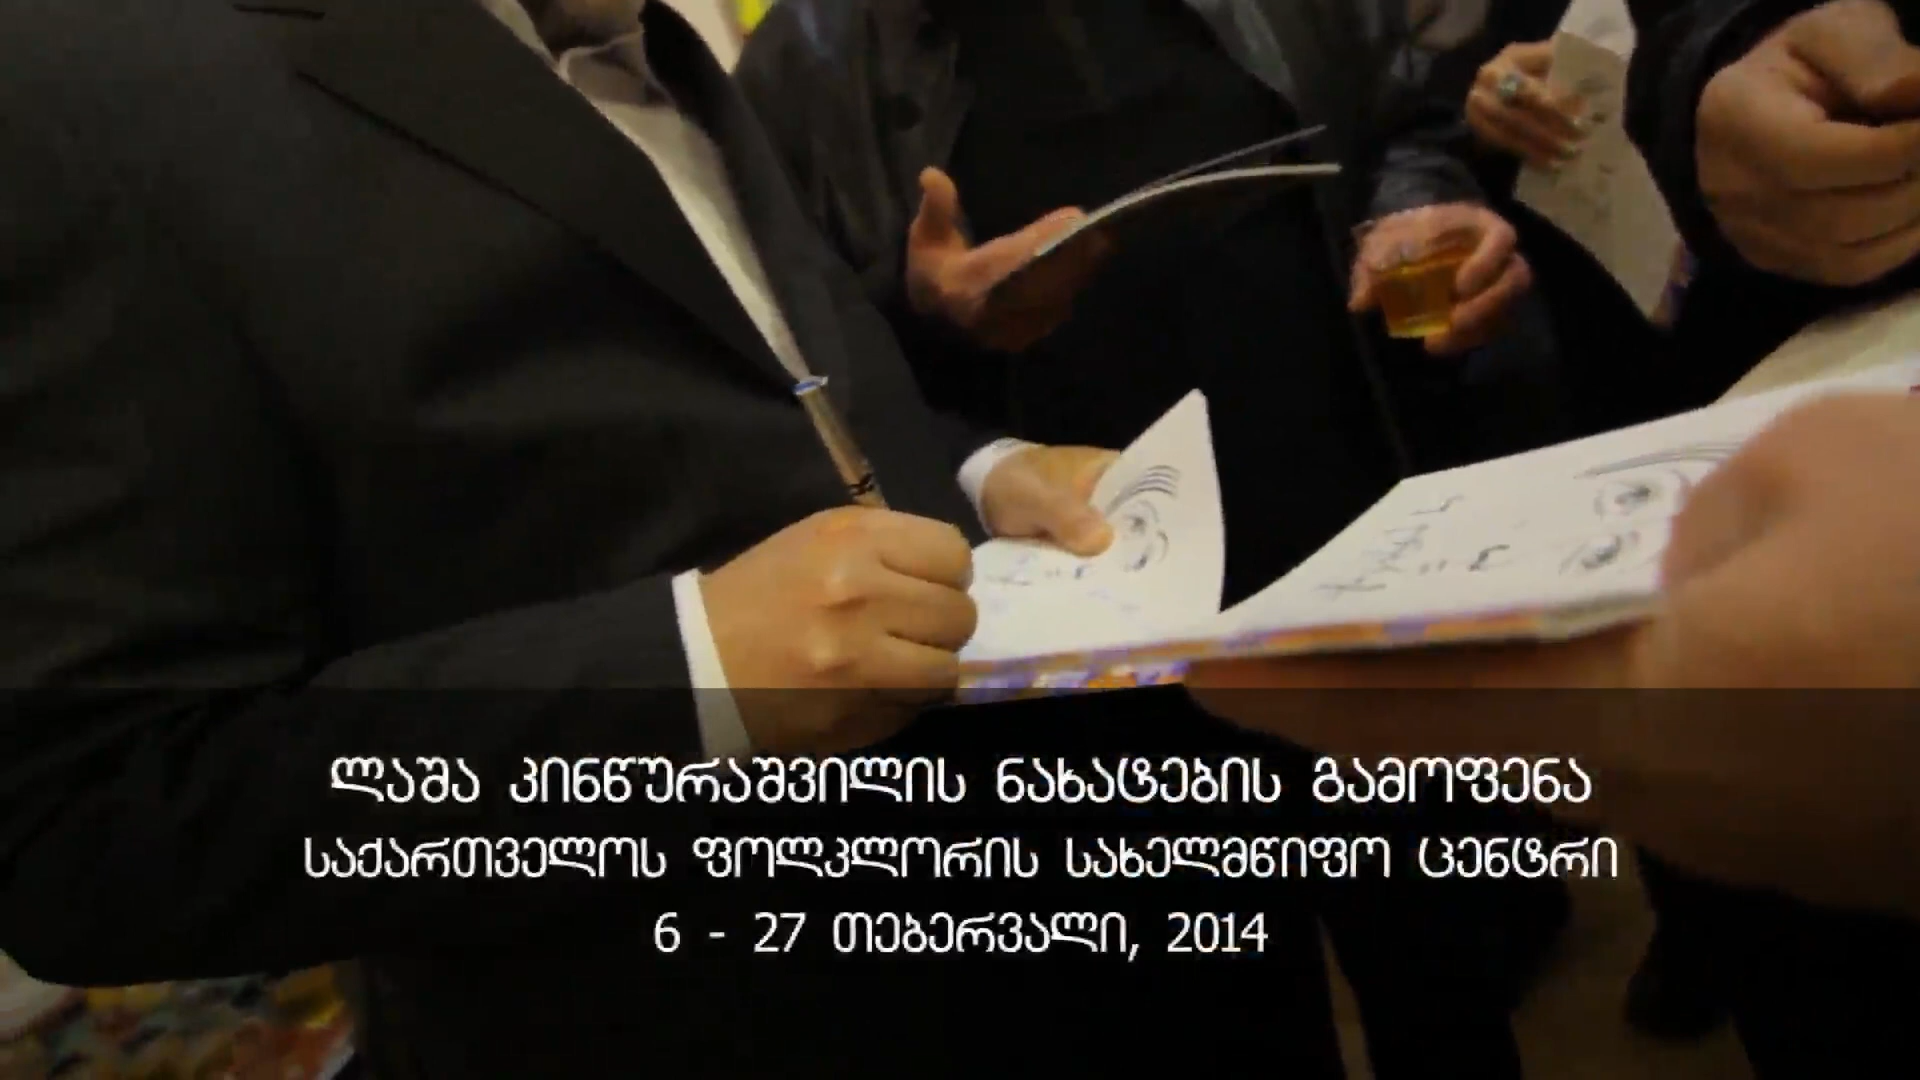 ლაშა კინწურაშვილის ნახატების გამოფენა
საქართველოს ფოლკლორის სახელმწიფო ცენტრი
6 - 27 თებერვალი, 2014